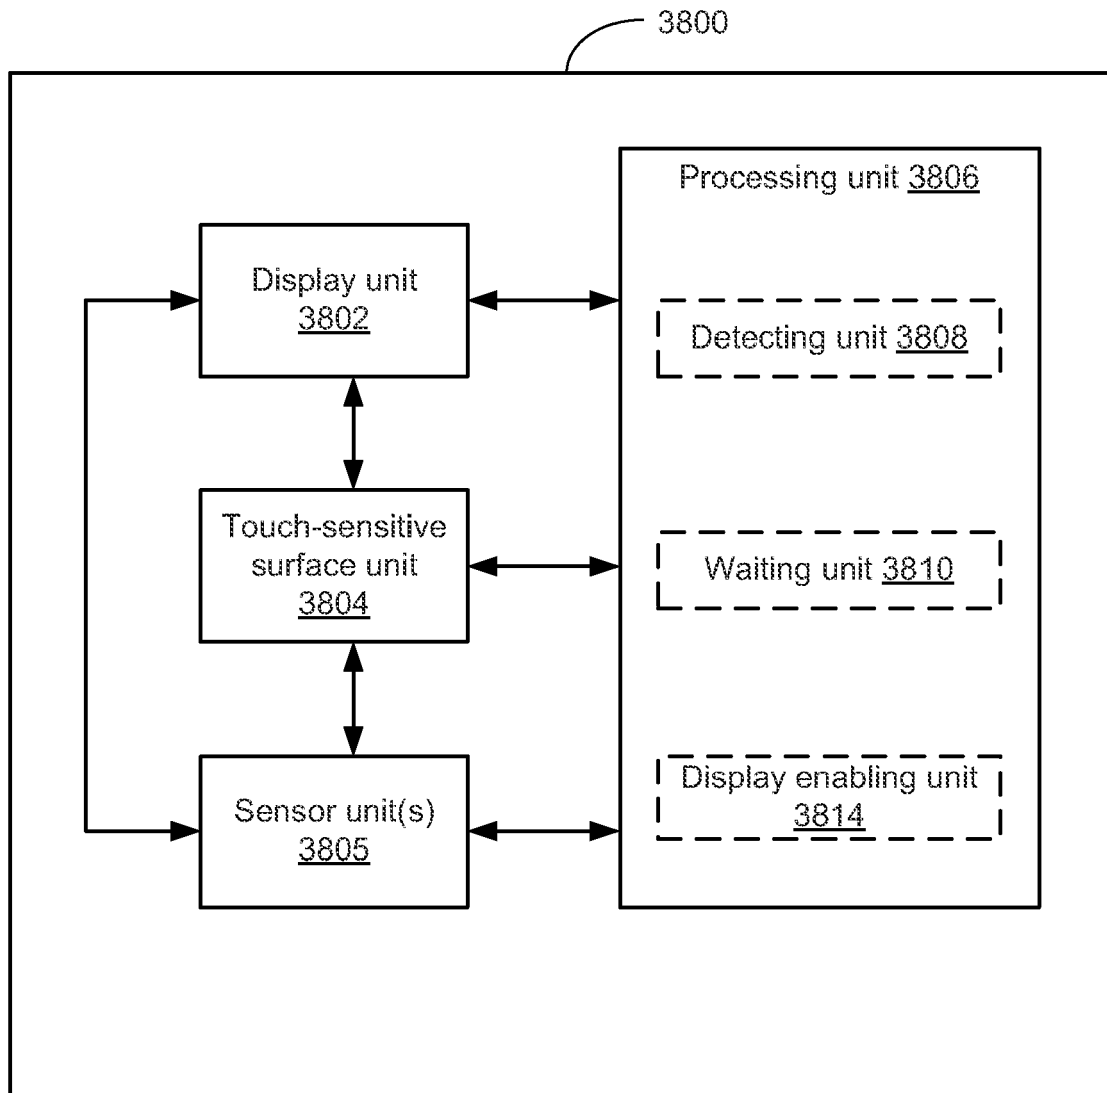 3800
Processing unit 3806
Display unit
3802
Detecting unit 3808
Touch-sensitive
surface unit
3804
Waiting unit 3810
Display enabling unit
3814
Sensor unit(s)
3805